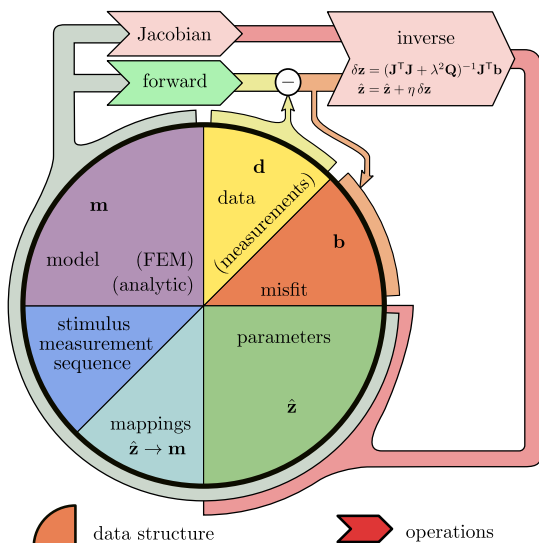 Jacobian
inverse
δz = (JᵀJ + λ²Q)⁻¹Jᵀb
ẑ = ẑ + η δz
forward
−
d
data
(measurements)
m
model
(FEM)
(analytic)
b
misfit
stimulus
measurement
sequence
parameters
ẑ
mappings
ẑ → m
data structure
operations